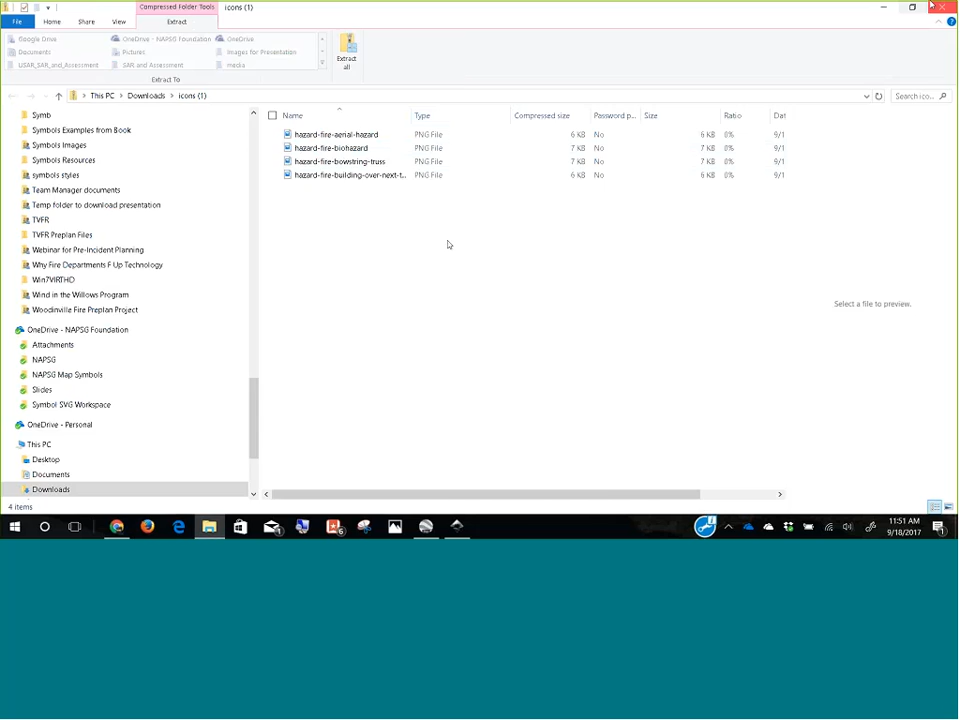 Compressed Folder Tools icons (1)
File Home Share View Extract
Google Drive OneDrive - NAPSG Foundation OneDrive
Documents Pictures Images for Presentation
USAR_SAR_and_Assessment SAR and Assessment media
Extract all
Extract To
This PC > Downloads > icons (1) Search ico...
Name Type Compressed size Password p... Size Ratio Dat
hazard-fire-aerial-hazard PNG File 6 KB No 6 KB 0% 9/1
hazard-fire-biohazard PNG File 7 KB No 7 KB 0% 9/1
hazard-fire-bowstring-truss PNG File 7 KB No 7 KB 0% 9/1
hazard-fire-building-over-next-t... PNG File 6 KB No 6 KB 0% 9/1
Select a file to preview.
Symb
Symbols Examples from Book
Symbols Images
Symbols Resources
symbols styles
Team Manager documents
Temp folder to download presentation
TVFR
TVFR Preplan Files
Webinar for Pre-Incident Planning
Why Fire Departments F Up Technology
Win7VIRTHD
Wind in the Willows Program
Woodinville Fire Preplan Project
OneDrive - NAPSG Foundation
Attachments
NAPSG
NAPSG Map Symbols
Slides
Symbol SVG Workspace
OneDrive - Personal
This PC
Desktop
Documents
Downloads
4 items
11:51 AM
9/18/2017